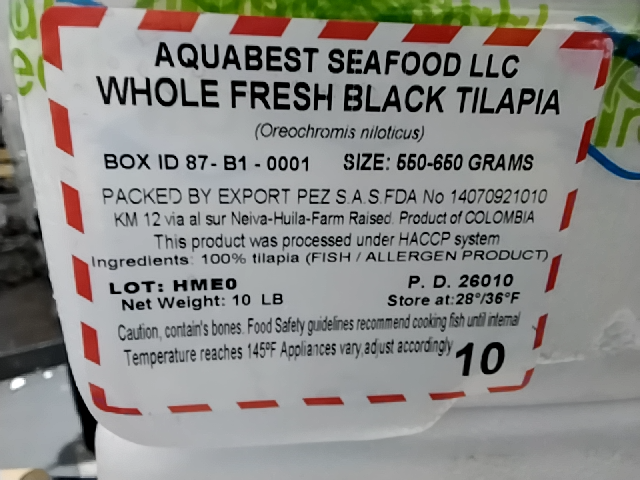 AQUABEST SEAFOOD LLC
WHOLE FRESH BLACK TILAPIA
(Oreochromis niloticus)
BOX ID 87- B1 - 0001 SIZE: 550-650 GRAMS
PACKED BY EXPORT PEZ S.A.S.FDA No 14070921010
KM 12 via al sur Neiva-Huila-Farm Raised. Product of COLOMBIA
This product was processed under HACCP system
Ingredients: 100% tilapia (FISH / ALLERGEN PRODUCT)
LOT: HME0 P. D. 26010
Net Weight: 10 LB Store at:28°/36°F
Caution, contain's bones. Food Safety guidelines recommend cooking fish until internal
Temperature reaches 145ºF Appliances vary,adjust accordingly
10